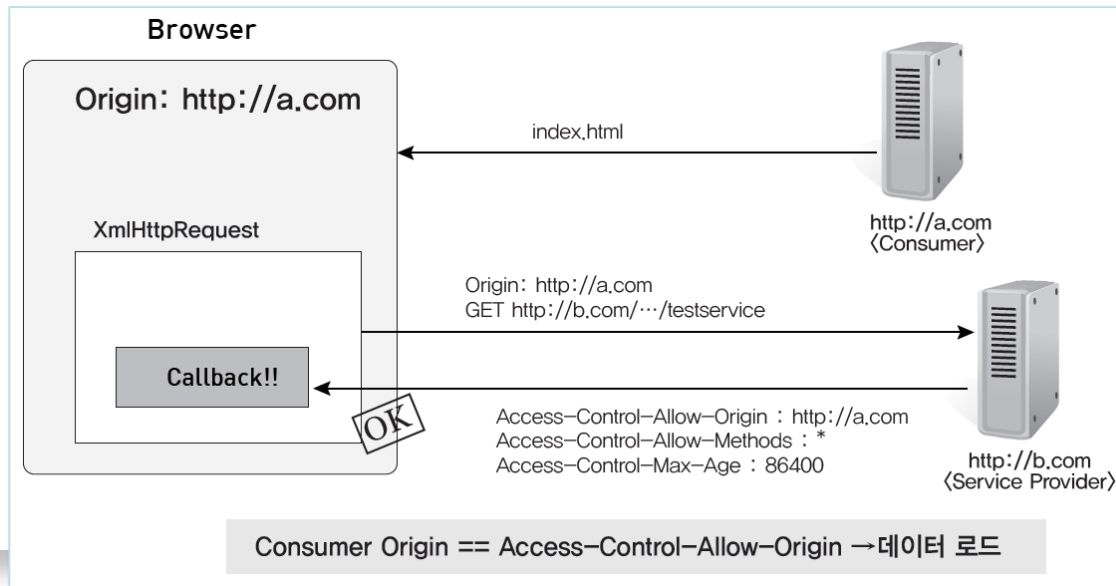 Browser
Origin: http://a.com
index.html
http://a.com
〈Consumer〉
XmlHttpRequest
Origin: http://a.com
GET http://b.com/…/testservice
Callback!!
OK
Access-Control-Allow-Origin : http://a.com
Access-Control-Allow-Methods : *
Access-Control-Max-Age : 86400
http://b.com
〈Service Provider〉
Consumer Origin == Access-Control-Allow-Origin →데이터 로드